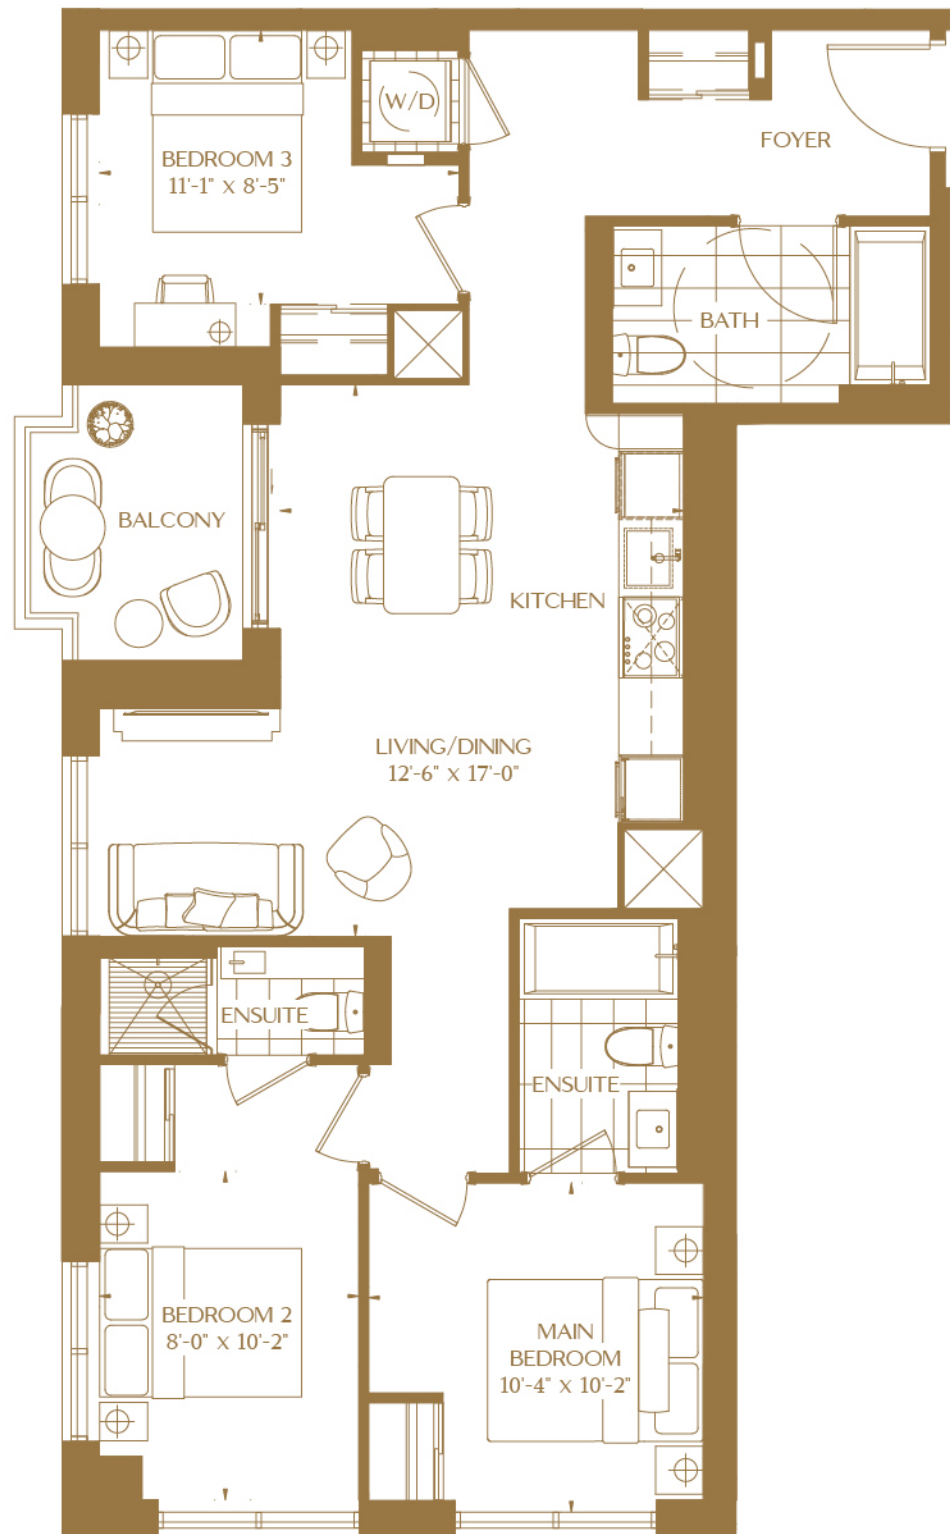 W/D
FOYER
BEDROOM 3
11'-1" X 8'-5"
BATH
BALCONY
KITCHEN
LIVING/DINING
12'-6" X 17'-0"
ENSUITE
ENSUITE
BEDROOM 2
8'-0" X 10'-2"
MAIN
BEDROOM
10'-4" X 10'-2"